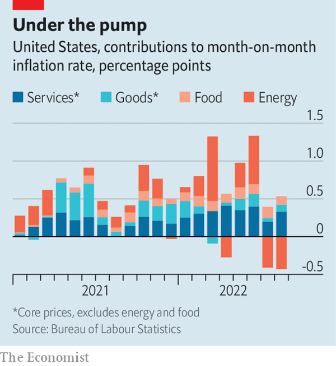 Under the pump
United States, contributions to month-on-month
inflation rate, percentage points
Services* Goods* Food Energy
1.5
1.0
0.5
0
-0.5
2021 2022
*Core prices, excludes energy and food
Source: Bureau of Labour Statistics
The Economist